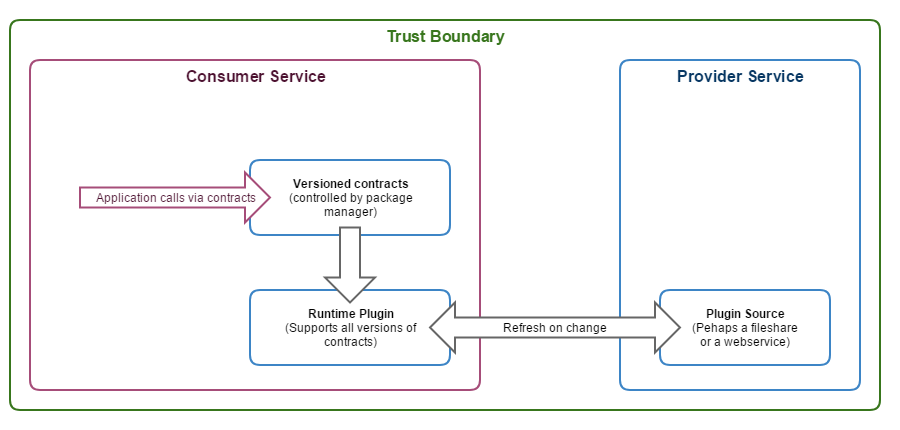 Trust Boundary
Consumer Service
Provider Service
Application calls via contracts
Versioned contracts
(controlled by package
manager)
Runtime Plugin
(Supports all versions of
contracts)
Refresh on change
Plugin Source
(Pehaps a fileshare
or a webservice)